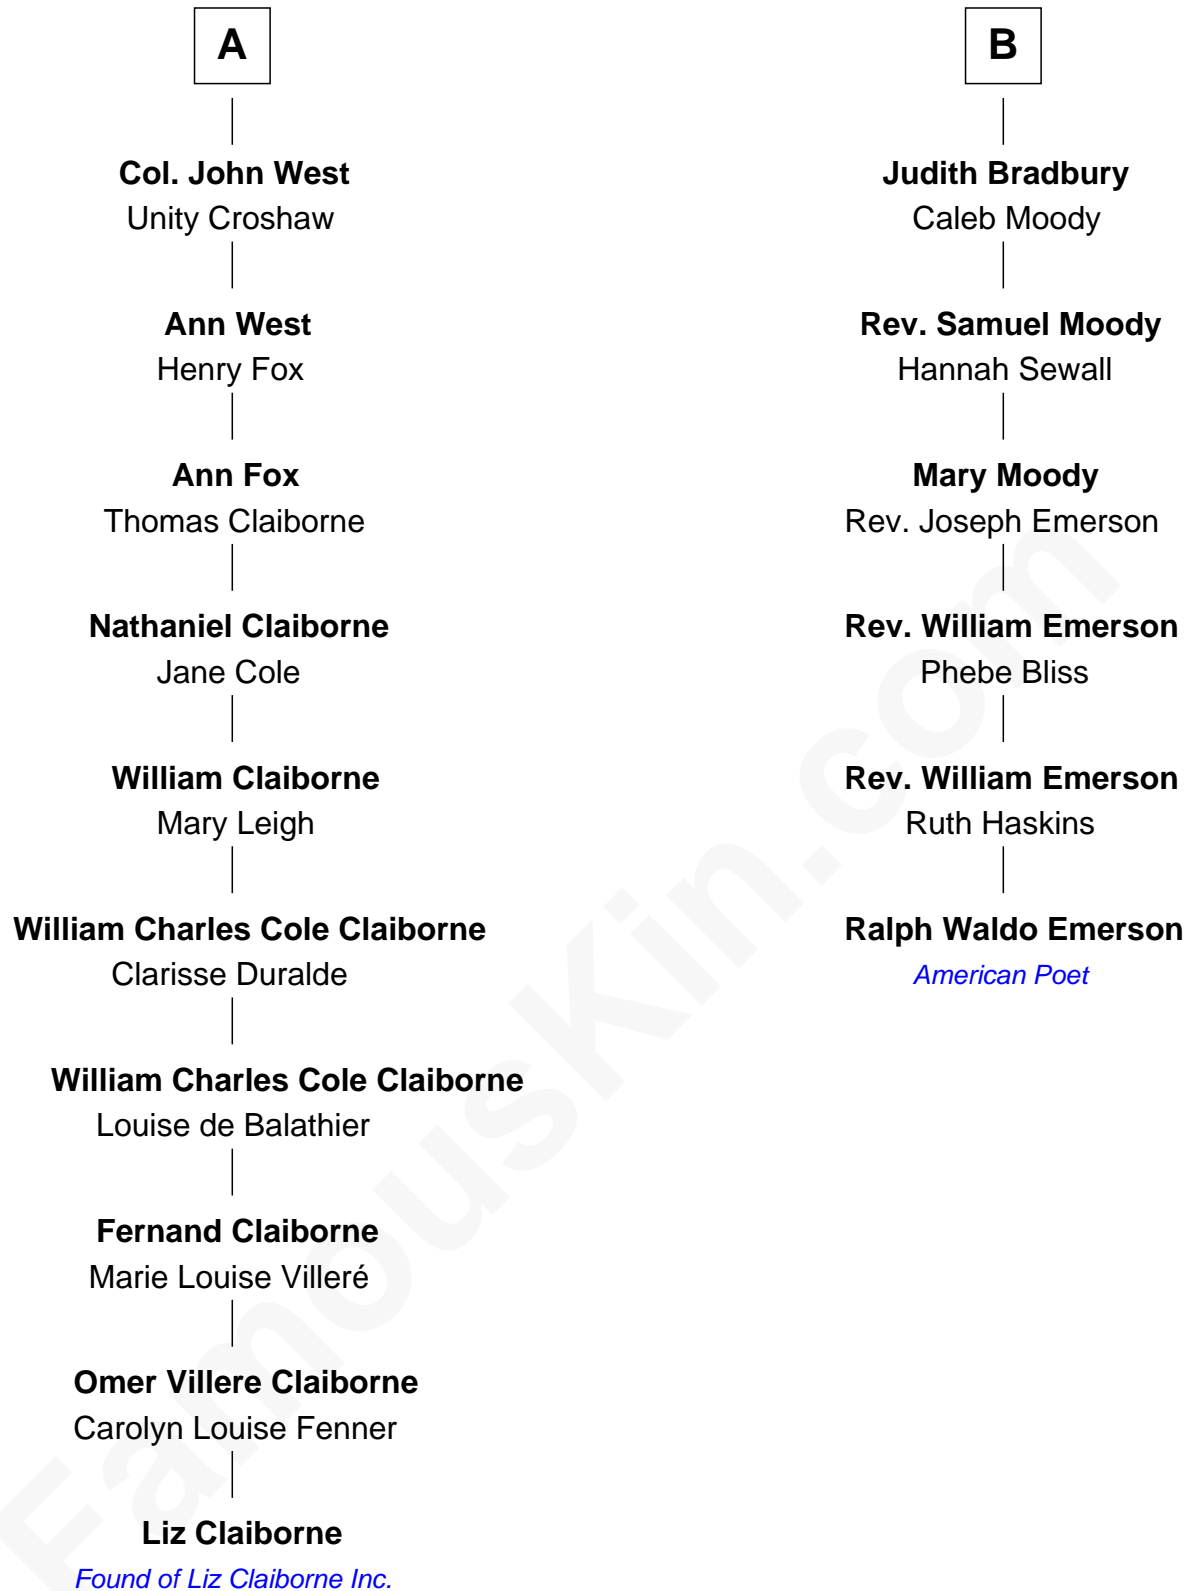 A
Col. John West
Unity Croshaw
Ann West
Henry Fox
Ann Fox
Thomas Claiborne
Nathaniel Claiborne
Jane Cole
William Claiborne
Mary Leigh
William Charles Cole Claiborne
Clarisse Duralde
William Charles Cole Claiborne
Louise de Balathier
Fernand Claiborne
Marie Louise Villeré
Omer Villere Claiborne
Carolyn Louise Fenner
Liz Claiborne
Found of Liz Claiborne Inc.
B
Judith Bradbury
Caleb Moody
Rev. Samuel Moody
Hannah Sewall
Mary Moody
Rev. Joseph Emerson
Rev. William Emerson
Phebe Bliss
Rev. William Emerson
Ruth Haskins
Ralph Waldo Emerson
American Poet
FamousKin.com